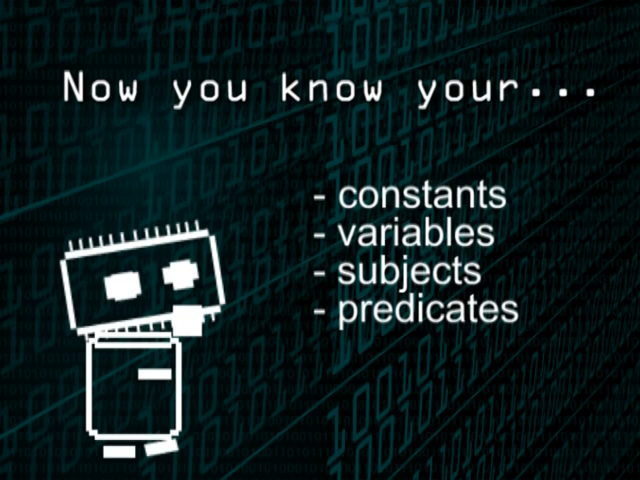 Now you know your...
- constants
- variables
- subjects
- predicates